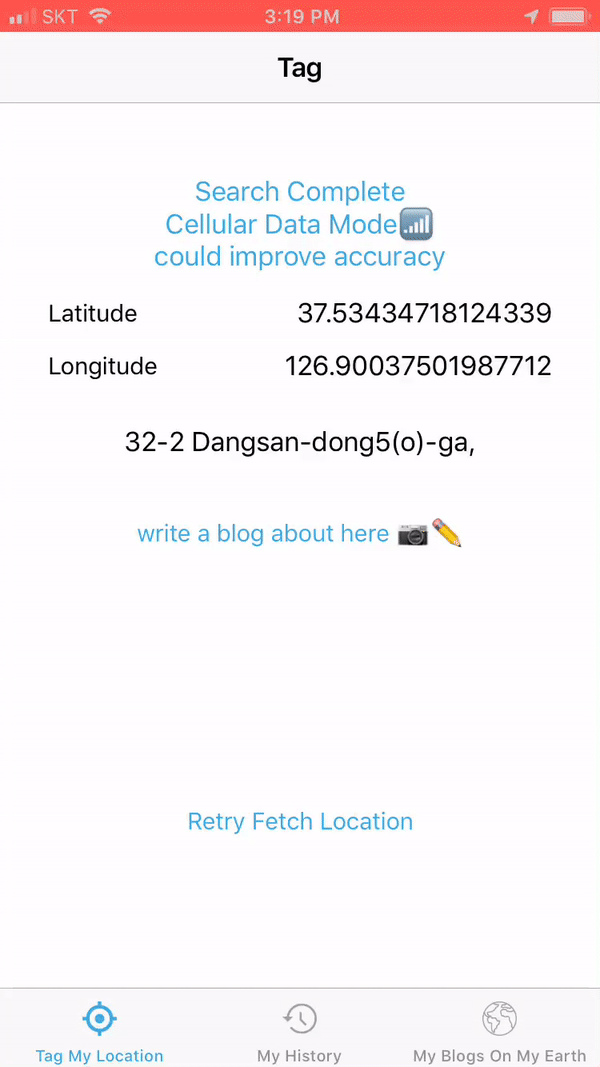 SKT 3:19 PM
Tag
Search Complete
Cellular Data Mode📶
could improve accuracy
Latitude 37.53434718124339
Longitude 126.90037501987712
32-2 Dangsan-dong5(o)-ga,
write a blog about here 📷✏️
Retry Fetch Location
Tag My Location My History My Blogs On My Earth